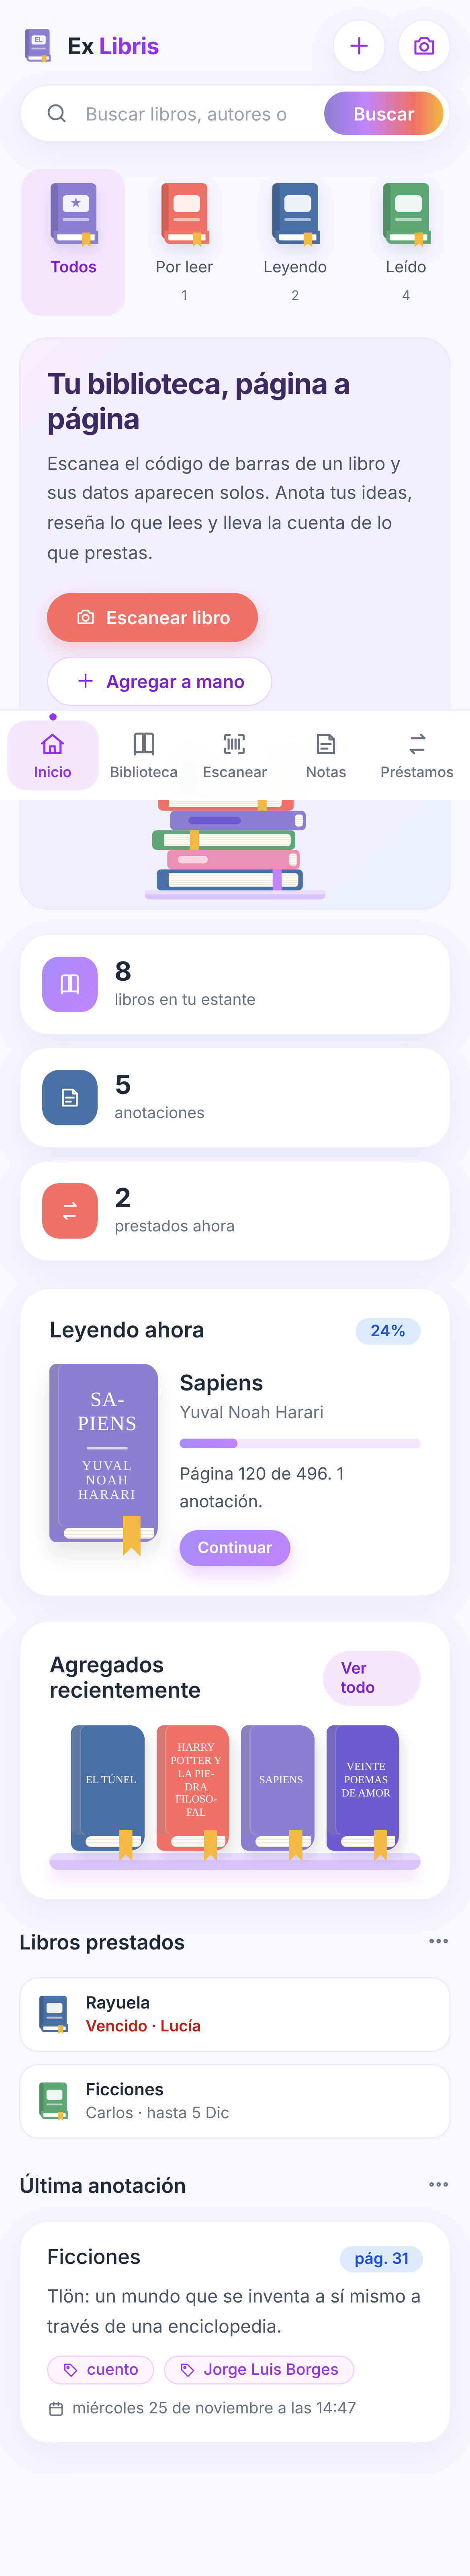 EL
Ex Libris
Buscar libros, autores o
Buscar
Todos
Por leer
1
Leyendo
2
Leído
4
Tu biblioteca, página a
página
Escanea el código de barras de un libro y
sus datos aparecen solos. Anota tus ideas,
reseña lo que lees y lleva la cuenta de lo
que prestas.
Escanear libro
Agregar a mano
Inicio
Biblioteca
Escanear
Notas
Préstamos
8
libros en tu estante
5
anotaciones
2
prestados ahora
Leyendo ahora
24%
SA-
PIENS
YUVAL
NOAH
HARARI
Sapiens
Yuval Noah Harari
Página 120 de 496. 1
anotación.
Continuar
Agregados
recientemente
Ver
todo
EL TÚNEL
HARRY
POTTER Y
LA PIE-
DRA
FILOSO-
FAL
SAPIENS
VEINTE
POEMAS
DE AMOR
Libros prestados
Rayuela
Vencido · Lucía
Ficciones
Carlos · hasta 5 Dic
Última anotación
Ficciones
pág. 31
Tlön: un mundo que se inventa a sí mismo a
través de una enciclopedia.
cuento
Jorge Luis Borges
miércoles 25 de noviembre a las 14:47